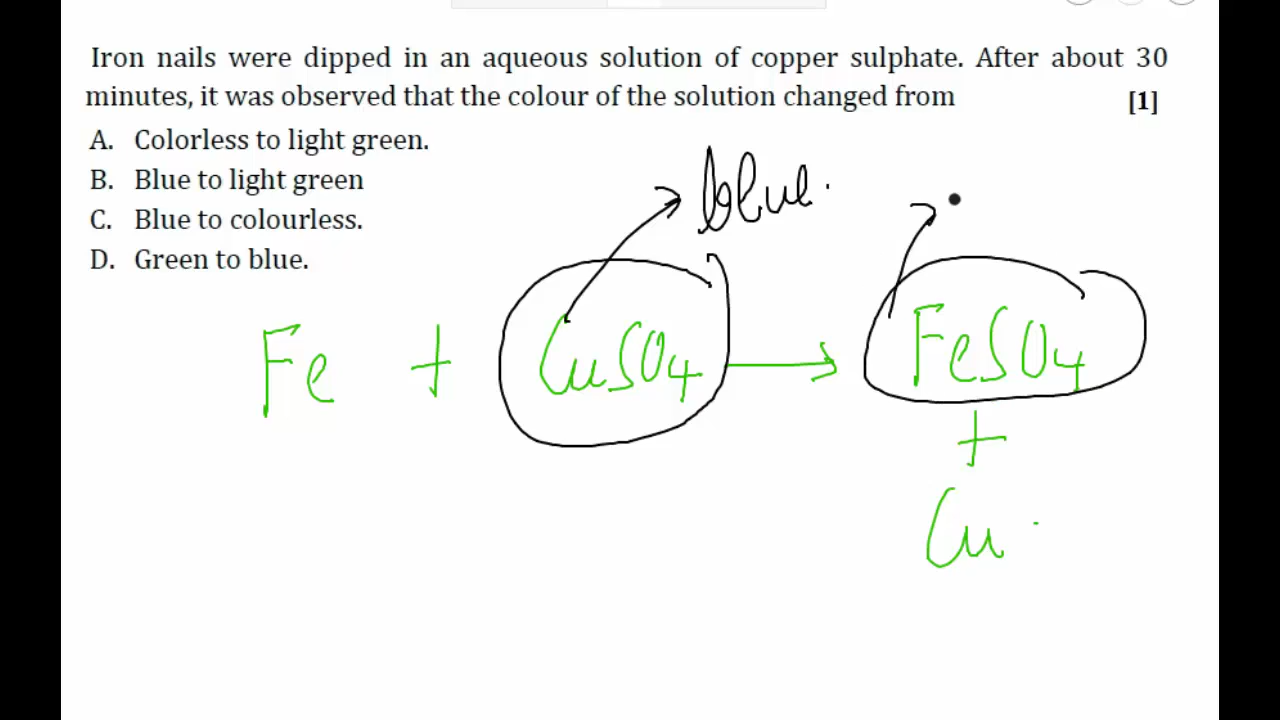 Iron nails were dipped in an aqueous solution of copper sulphate. After about 30
minutes, it was observed that the colour of the solution changed from [1]
A. Colorless to light green.
B. Blue to light green
C. Blue to colourless.
D. Green to blue.
blue.
Fe + CuSO4 → FeSO4
+
Cu